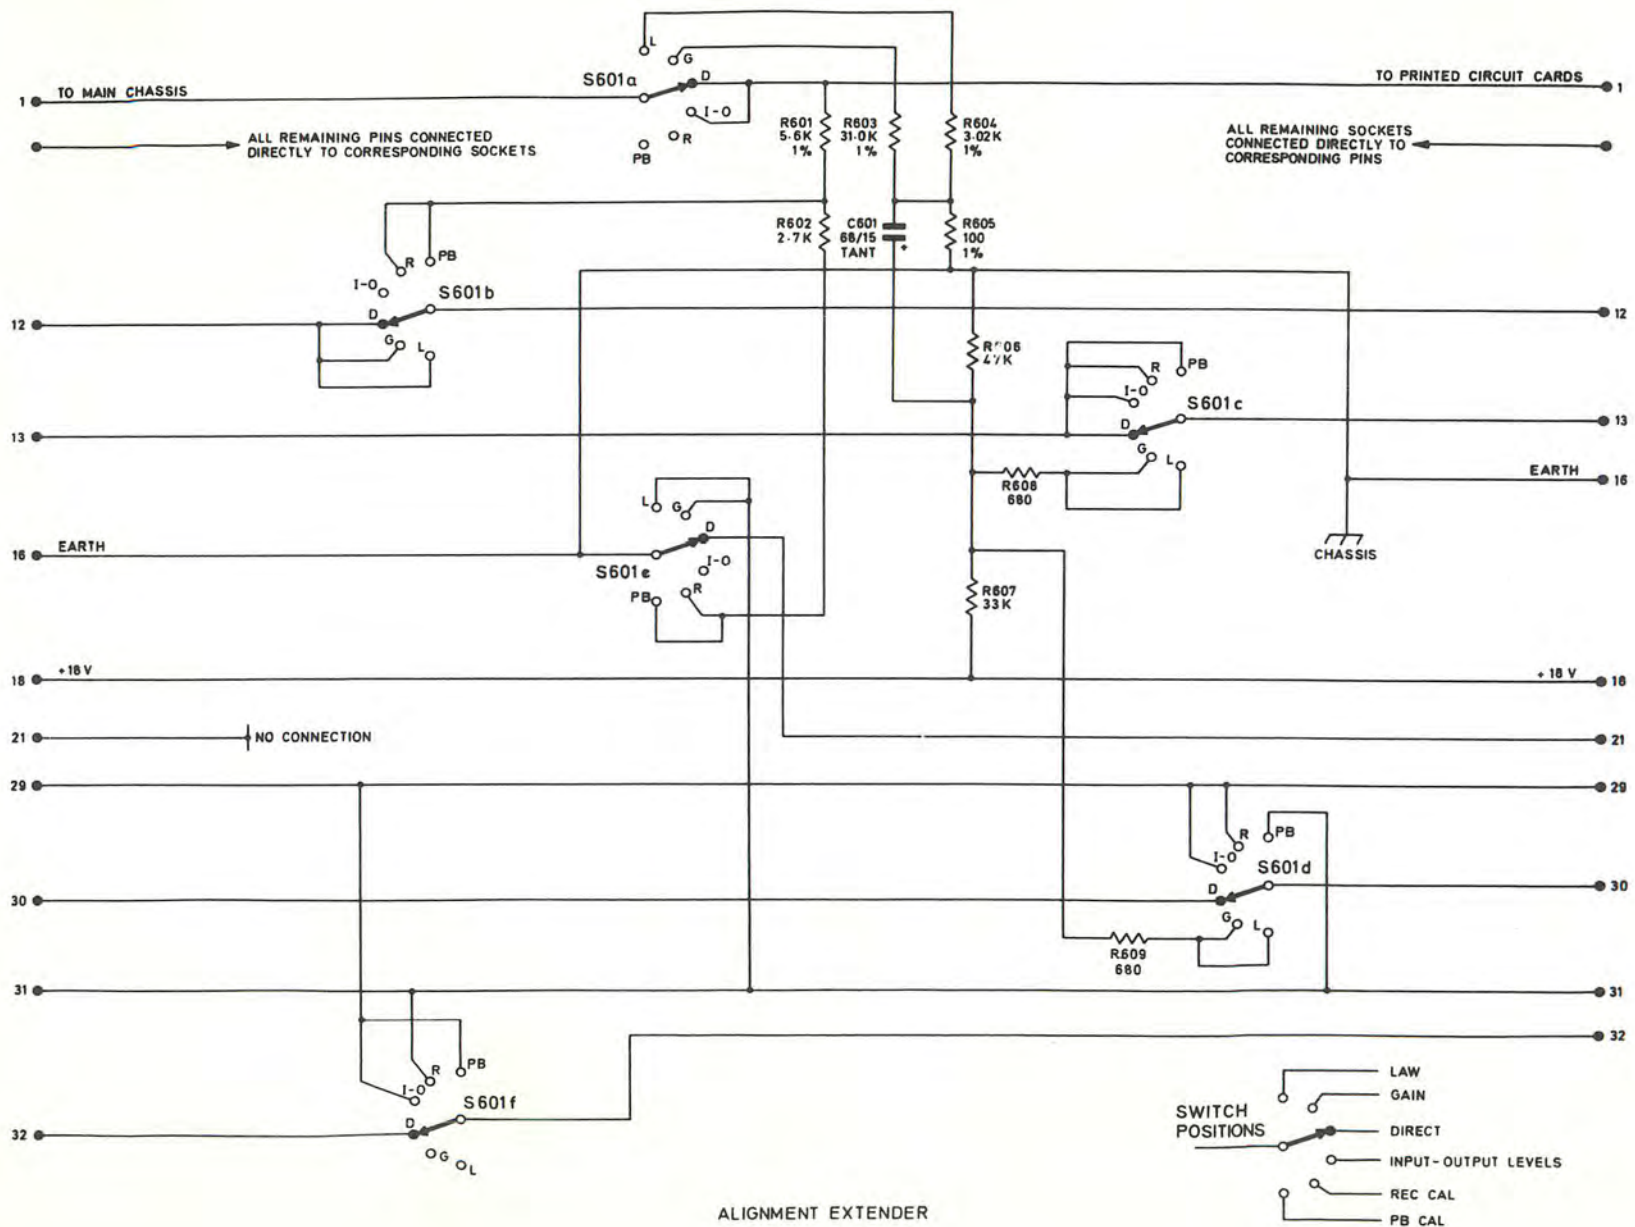 L
G
S601a
D
I-O
R
PB
1
TO MAIN CHASSIS
TO PRINTED CIRCUIT CARDS
1
ALL REMAINING PINS CONNECTED
DIRECTLY TO CORRESPONDING SOCKETS
R601
5·6K
1%
R603
31.0K
1%
R604
3.02K
1%
ALL REMAINING SOCKETS
CONNECTED DIRECTLY TO
CORRESPONDING PINS
R602
2·7K
C601
68/15
TANT
+
R605
100
1%
R
PB
I-O
S601b
D
G
L
12
12
R606
47K
R
PB
I-O
S601c
D
G
L
13
13
R608
680
EARTH
16
CHASSIS
L
G
D
16
EARTH
S601e
I-O
PB
R
R607
33K
18
+18V
+ 18 V
18
21
NO CONNECTION
21
29
29
R
PB
I-O
S601d
D
G
L
30
30
R609
680
31
31
32
R
PB
I-O
S601f
D
G
L
32
SWITCH
POSITIONS
LAW
GAIN
DIRECT
INPUT-OUTPUT LEVELS
REC CAL
PB CAL
ALIGNMENT EXTENDER